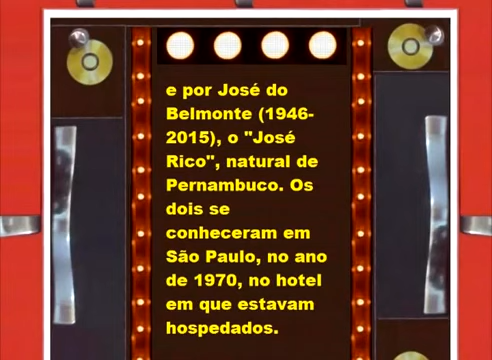 e por José do
Belmonte (1946-
2015), o "José
Rico", natural de
Pernambuco. Os
dois se
conheceram em
São Paulo, no ano
de 1970, no hotel
em que estavam
hospedados.